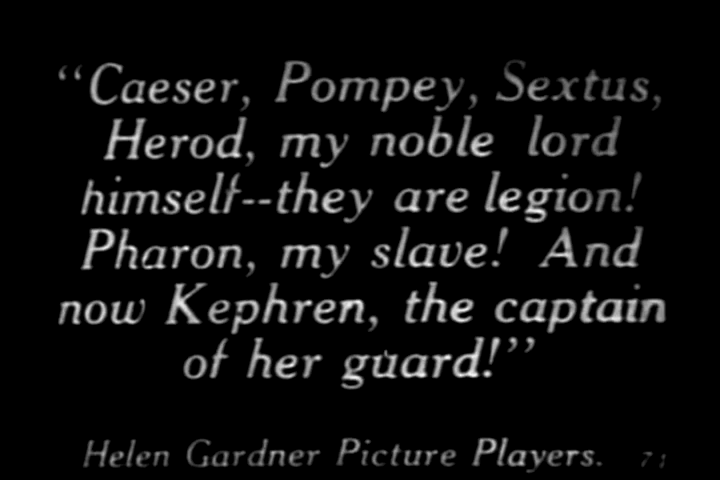 “Caeser, Pompey, Sextus,
Herod, my noble lord
himself--they are legion!
Pharon, my slave! And
now Kephren, the captain
of her guard!”
Helen Gardner Picture Players. 71